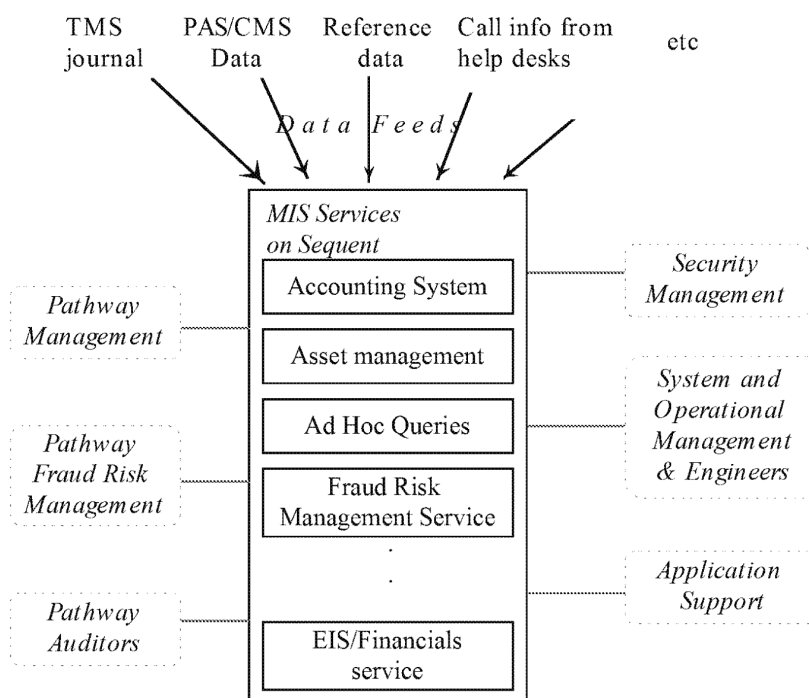 TMS
journal
PAS/CMS
Data
Reference
data
Call info from
help desks
etc
Data Feeds
MIS Services
on Sequent
Accounting System
Asset management
Ad Hoc Queries
Fraud Risk
Management Service
.
.
EIS/Financials
service
Pathway
Management
Pathway
Fraud Risk
Management
Pathway
Auditors
Security
Management
System and
Operational
Management
& Engineers
Application
Support